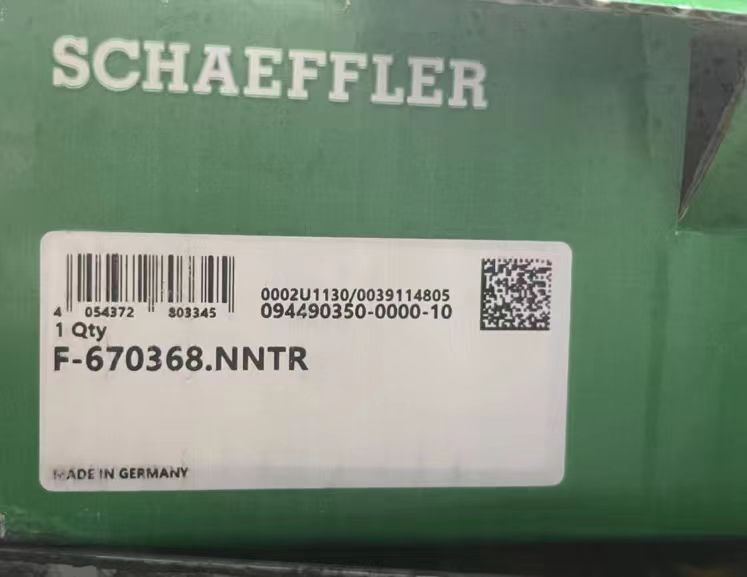 SCHAEFFLER
4 054372 803345
0002U1130/0039114805
094490350-0000-10
1 Qty
F-670368.NNTR
MADE IN GERMANY